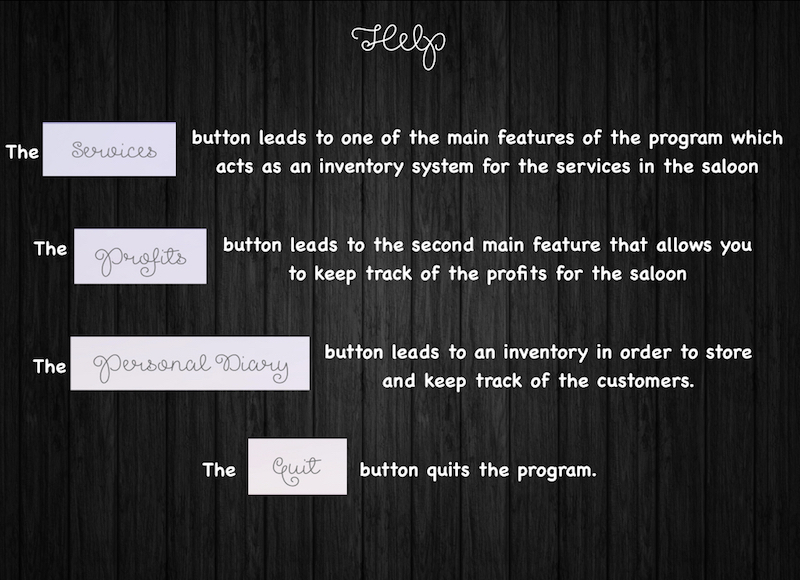 Help
The Services button leads to one of the main features of the program which
acts as an inventory system for the services in the saloon
The Profits button leads to the second main feature that allows you
to keep track of the profits for the saloon
The Personal Diary button leads to an inventory in order to store
and keep track of the customers.
The Quit button quits the program.